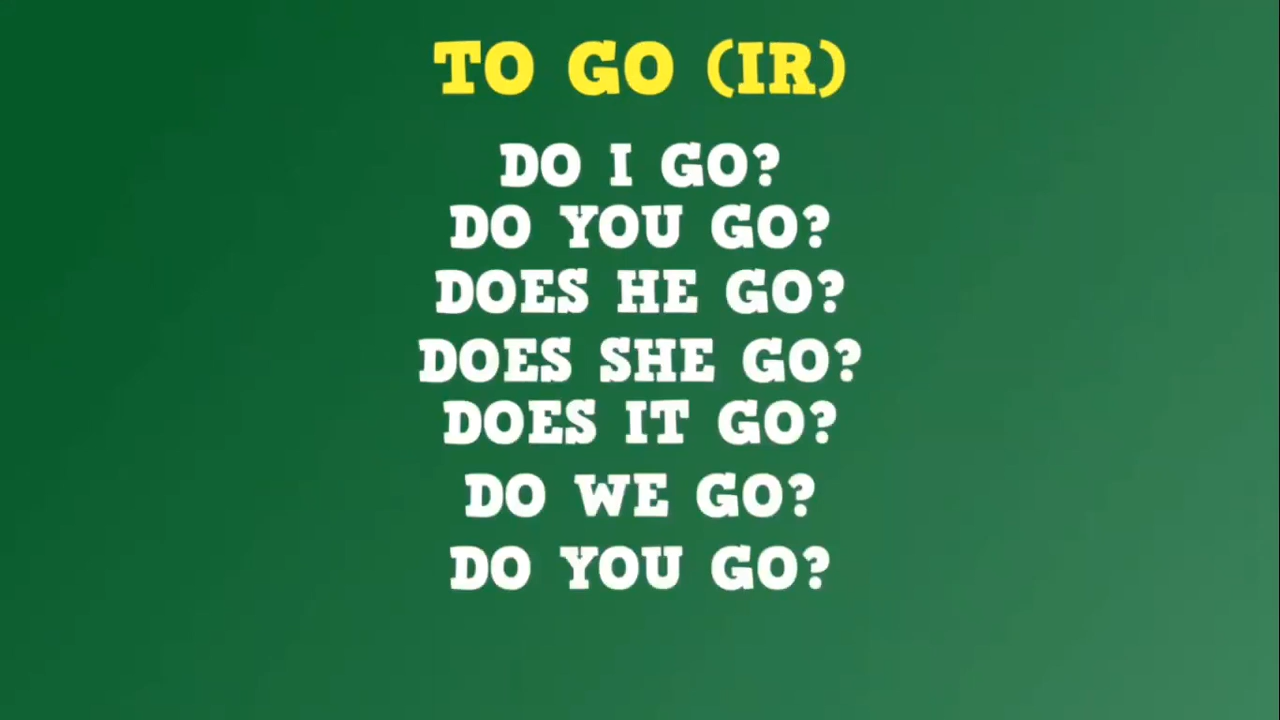 TO GO (IR)
DO I GO?
DO YOU GO?
DOES HE GO?
DOES SHE GO?
DOES IT GO?
DO WE GO?
DO YOU GO?